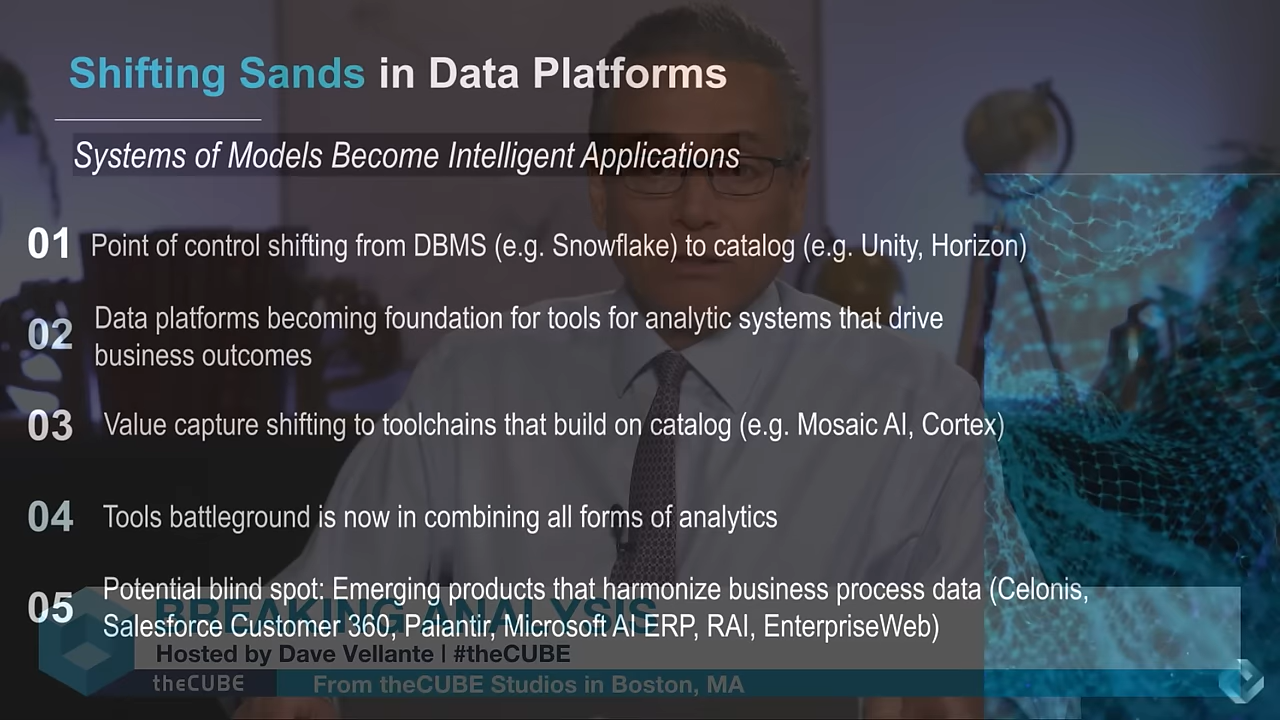 Shifting Sands in Data Platforms
Systems of Models Become Intelligent Applications
01 Point of control shifting from DBMS (e.g. Snowflake) to catalog (e.g. Unity, Horizon)
02 Data platforms becoming foundation for tools for analytic systems that drive
business outcomes
03 Value capture shifting to toolchains that build on catalog (e.g. Mosaic AI, Cortex)
04 Tools battleground is now in combining all forms of analytics
05 Potential blind spot: Emerging products that harmonize business process data (Celonis,
Salesforce Customer 360, Palantir, Microsoft AI ERP, RAI, EnterpriseWeb)
BREAKING ANALYSIS
Hosted by Dave Vellante | #theCUBE
theCUBE From theCUBE Studios in Boston, MA